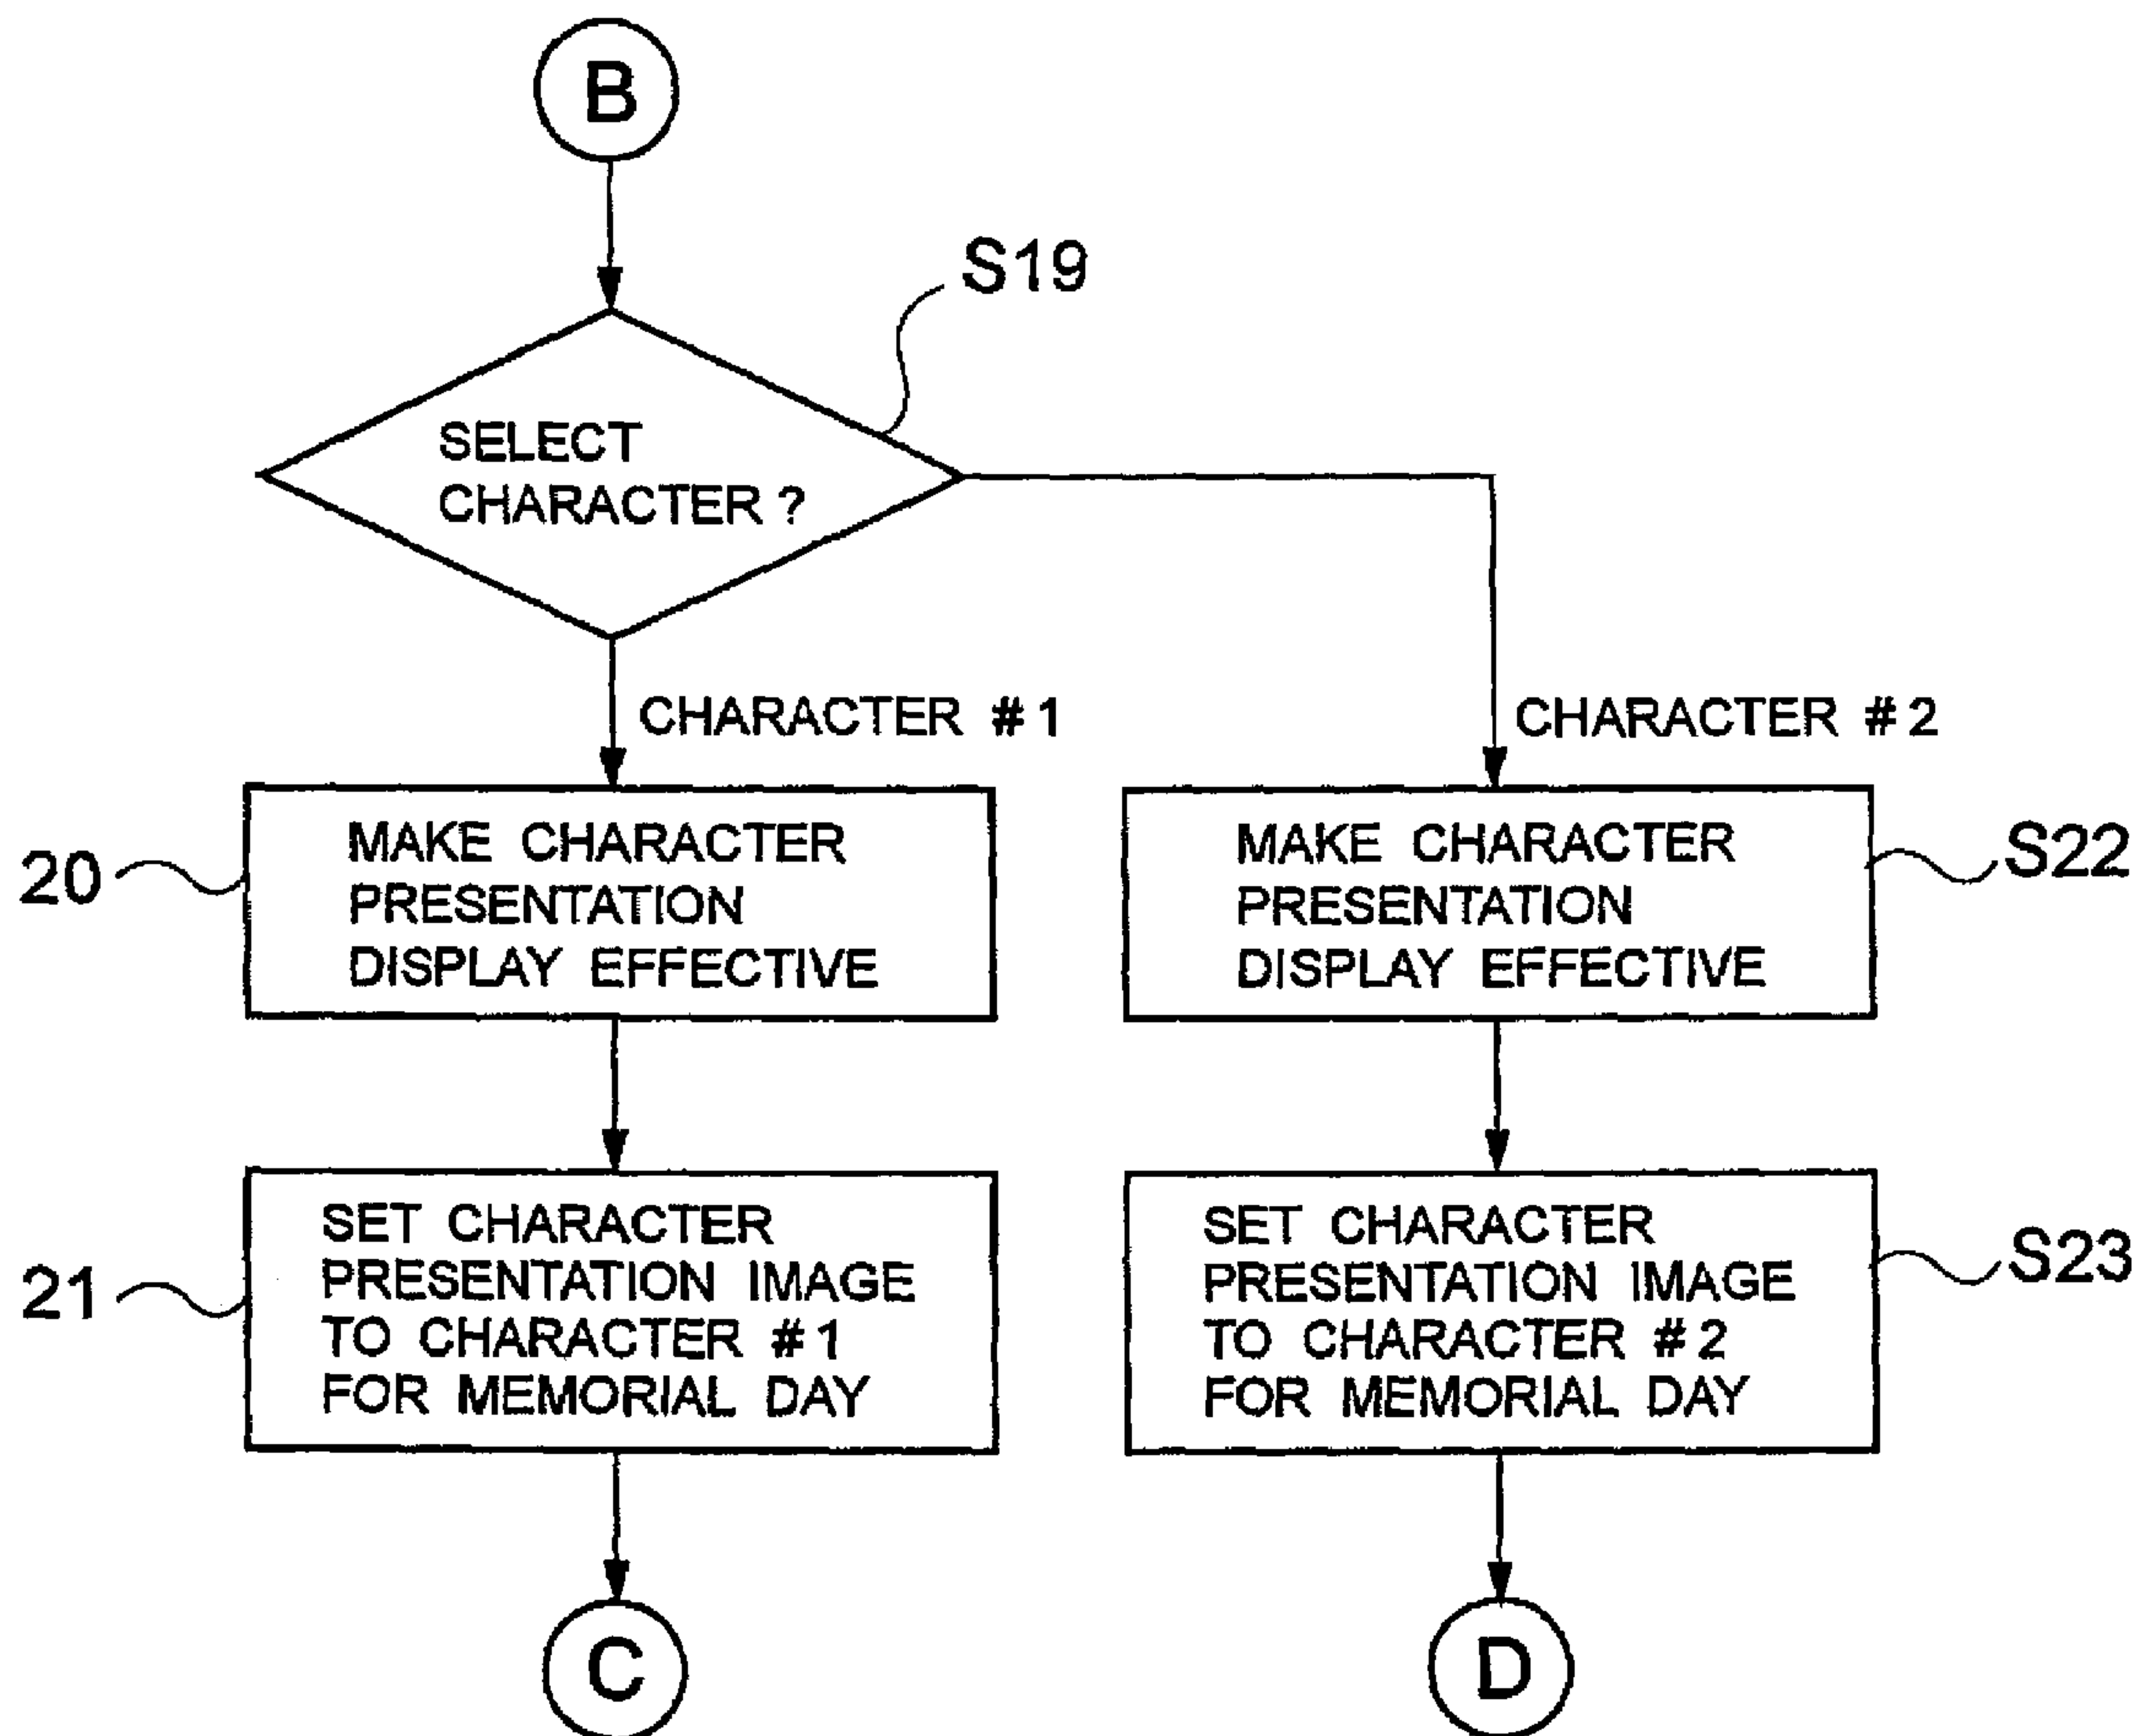 B
S19
SELECT
CHARACTER ?
CHARACTER #1
CHARACTER #2
20
MAKE CHARACTER
PRESENTATION
DISPLAY EFFECTIVE
MAKE CHARACTER
PRESENTATION
DISPLAY EFFECTIVE
S22
21
SET CHARACTER
PRESENTATION IMAGE
TO CHARACTER #1
FOR MEMORIAL DAY
SET CHARACTER
PRESENTATION IMAGE
TO CHARACTER #2
FOR MEMORIAL DAY
S23
C
D